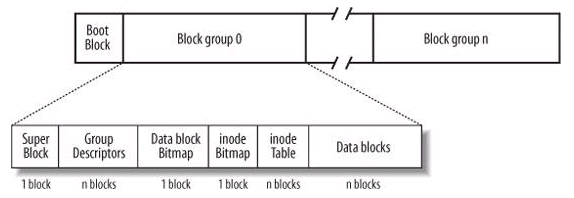 Boot
Block
Block group 0
Block group n
Super
Block
Group
Descriptors
Data block
Bitmap
inode
Bitmap
inode
Table
Data blocks
1 block
n blocks
1 block
1 block
n blocks
n blocks